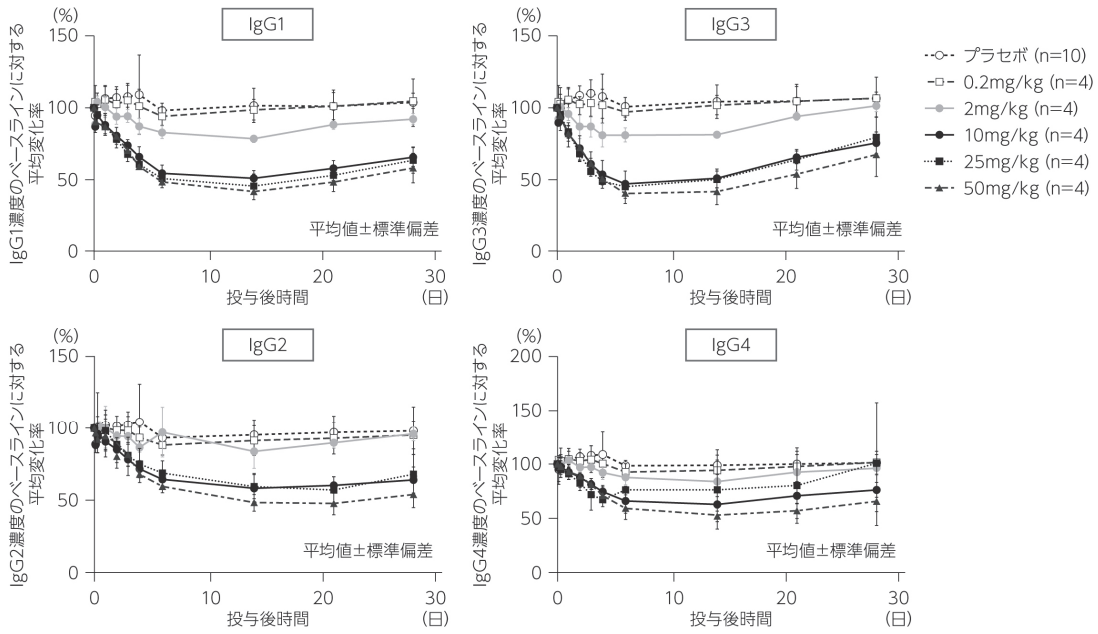 IgG1
(%)
150
100
50
0
IgG1濃度のベースラインに対する
平均変化率
平均値±標準偏差
0
10
20
30
投与後時間
(日)
IgG3
(%)
150
100
50
0
IgG3濃度のベースラインに対する
平均変化率
平均値±標準偏差
0
10
20
30
投与後時間
(日)
プラセボ (n=10)
0.2mg/kg (n=4)
2mg/kg (n=4)
10mg/kg (n=4)
25mg/kg (n=4)
50mg/kg (n=4)
IgG2
(%)
150
100
50
0
IgG2濃度のベースラインに対する
平均変化率
平均値±標準偏差
0
10
20
30
投与後時間
(日)
IgG4
(%)
200
150
100
50
0
IgG4濃度のベースラインに対する
平均変化率
平均値±標準偏差
0
10
20
30
投与後時間
(日)